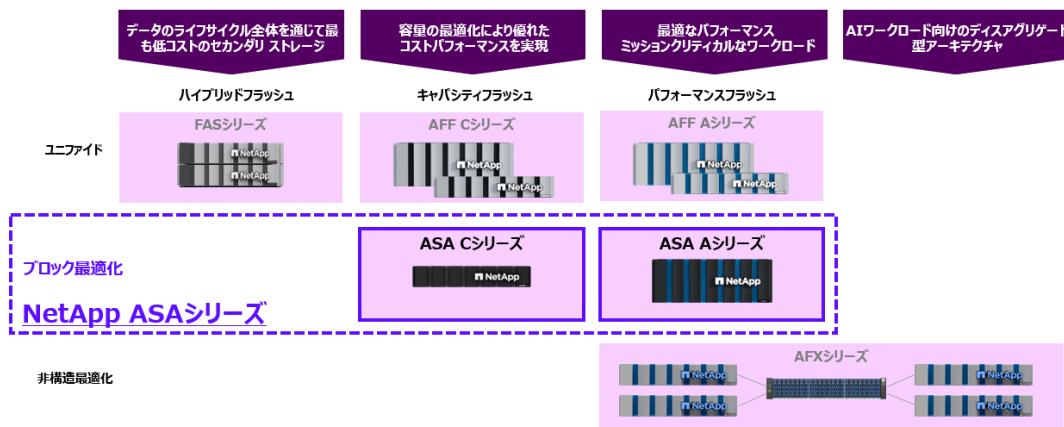 データのライフサイクル全体を通じて最
も低コストのセカンダリ ストレージ
容量の最適化により優れた
コストパフォーマンスを実現
最適なパフォーマンス
ミッションクリティカルなワークロード
AIワークロード向けのディスアグリゲート
型アーキテクチャ
ハイブリッドフラッシュ
キャパシティフラッシュ
パフォーマンスフラッシュ
ユニファイド
FASシリーズ
NetApp
NetApp
AFF Cシリーズ
NetApp
NetApp
AFF Aシリーズ
NetApp
NetApp
ブロック最適化
NetApp ASAシリーズ
ASA Cシリーズ
NetApp
ASA Aシリーズ
NetApp
非構造最適化
AFXシリーズ
NetApp
NetApp
NetApp
NetApp